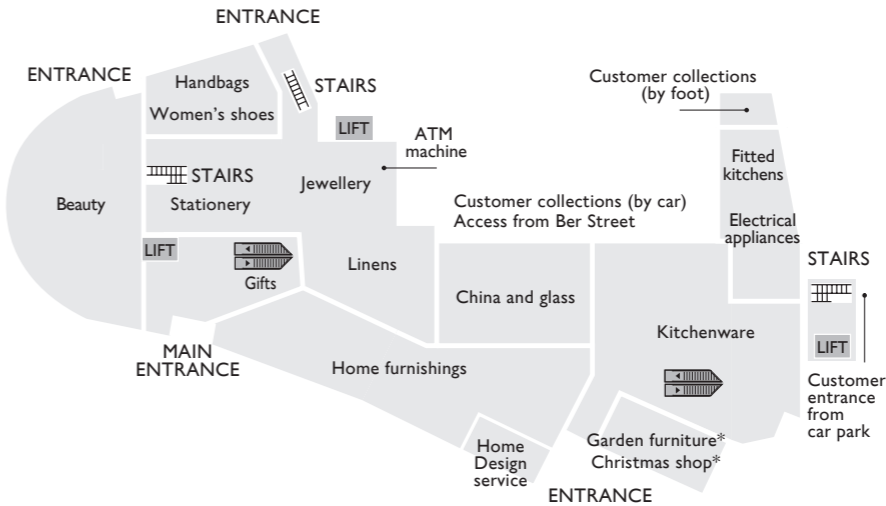 ENTRANCE
ENTRANCE
Handbags
Women's shoes
STAIRS
LIFT
ATM
machine
Customer collections
(by foot)
Fitted
kitchens
STAIRS
Stationery
Jewellery
Beauty
Customer collections (by car)
Access from Ber Street
Electrical
appliances
STAIRS
LIFT
Gifts
Linens
China and glass
Kitchenware
LIFT
MAIN
ENTRANCE
Home furnishings
Customer
entrance
from
car park
Home
Design
service
Garden furniture*
Christmas shop*
ENTRANCE